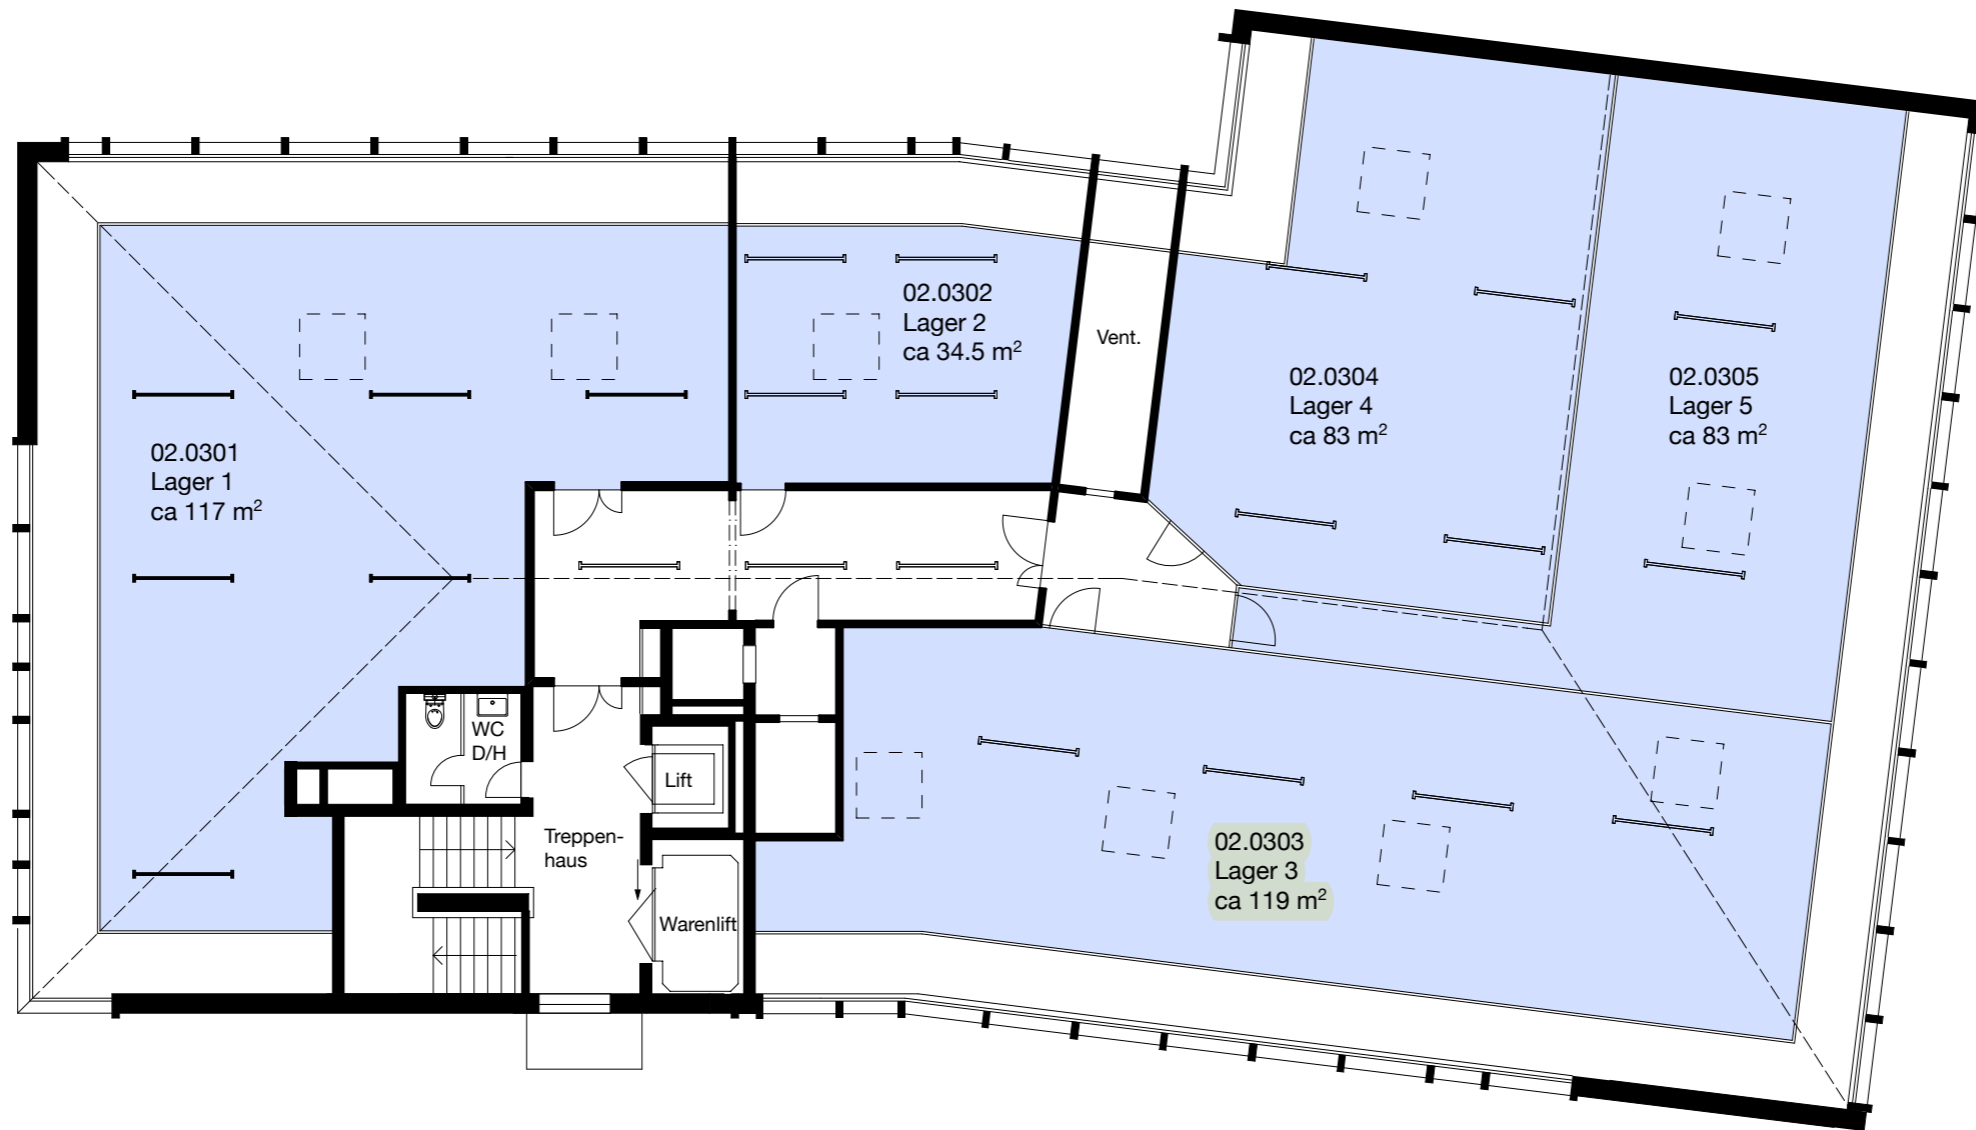 02.0301
Lager 1
ca 117 m²
02.0302
Lager 2
ca 34.5 m²
Vent.
02.0304
Lager 4
ca 83 m²
02.0305
Lager 5
ca 83 m²
WC
D/H
Lift
Treppen-
haus
Warenlift
02.0303
Lager 3
ca 119 m²